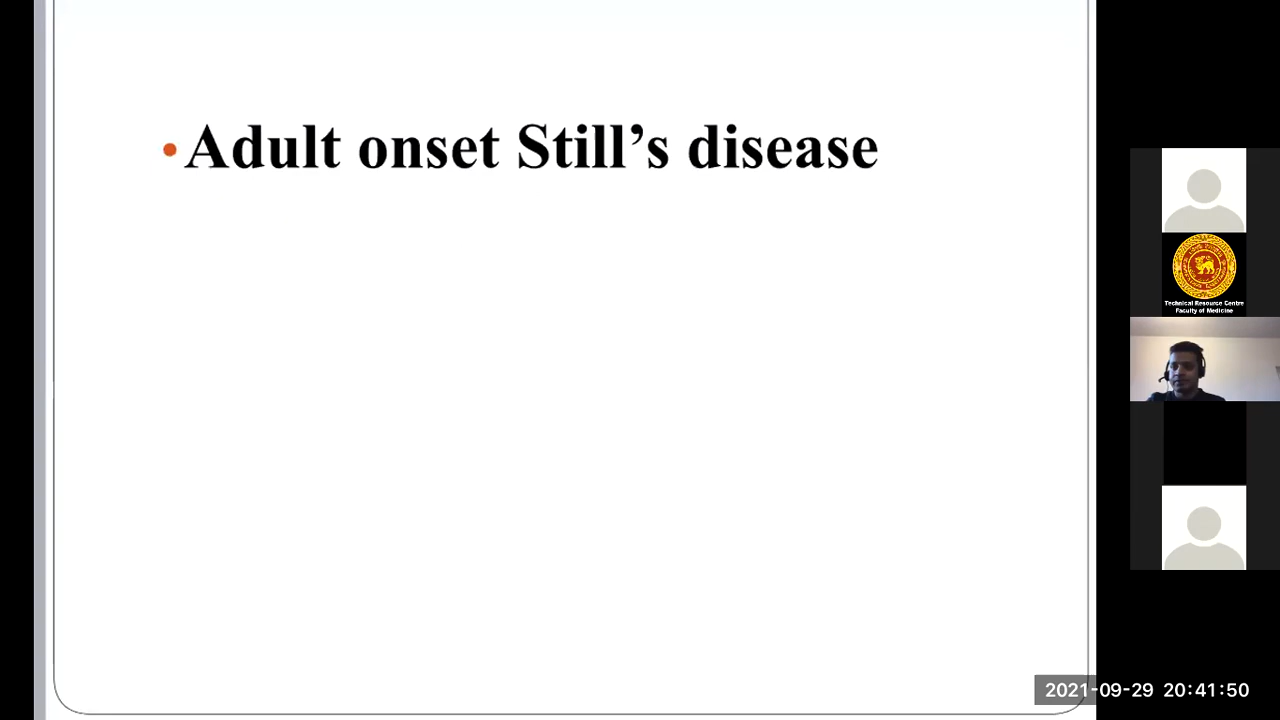 • Adult onset Still’s disease
Technical Resource Centre
Faculty of Medicine
2021-09-29 20:41:50